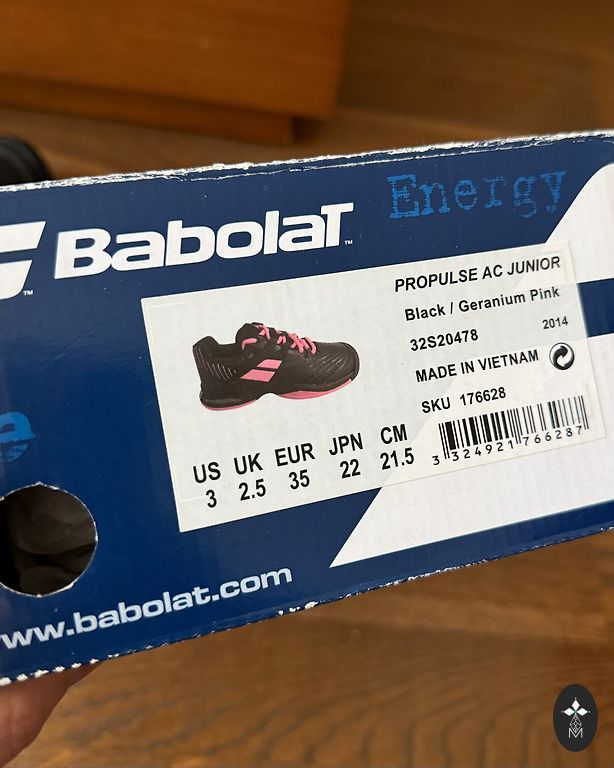 Energy
BabolaT™
PROPULSE AC JUNIOR
Black / Geranium Pink
32S20478 2014
MADE IN VIETNAM
SKU 176628
3 324921 766287
US UK EUR JPN CM
3 2.5 35 22 21.5
e
www.babolat.com
M